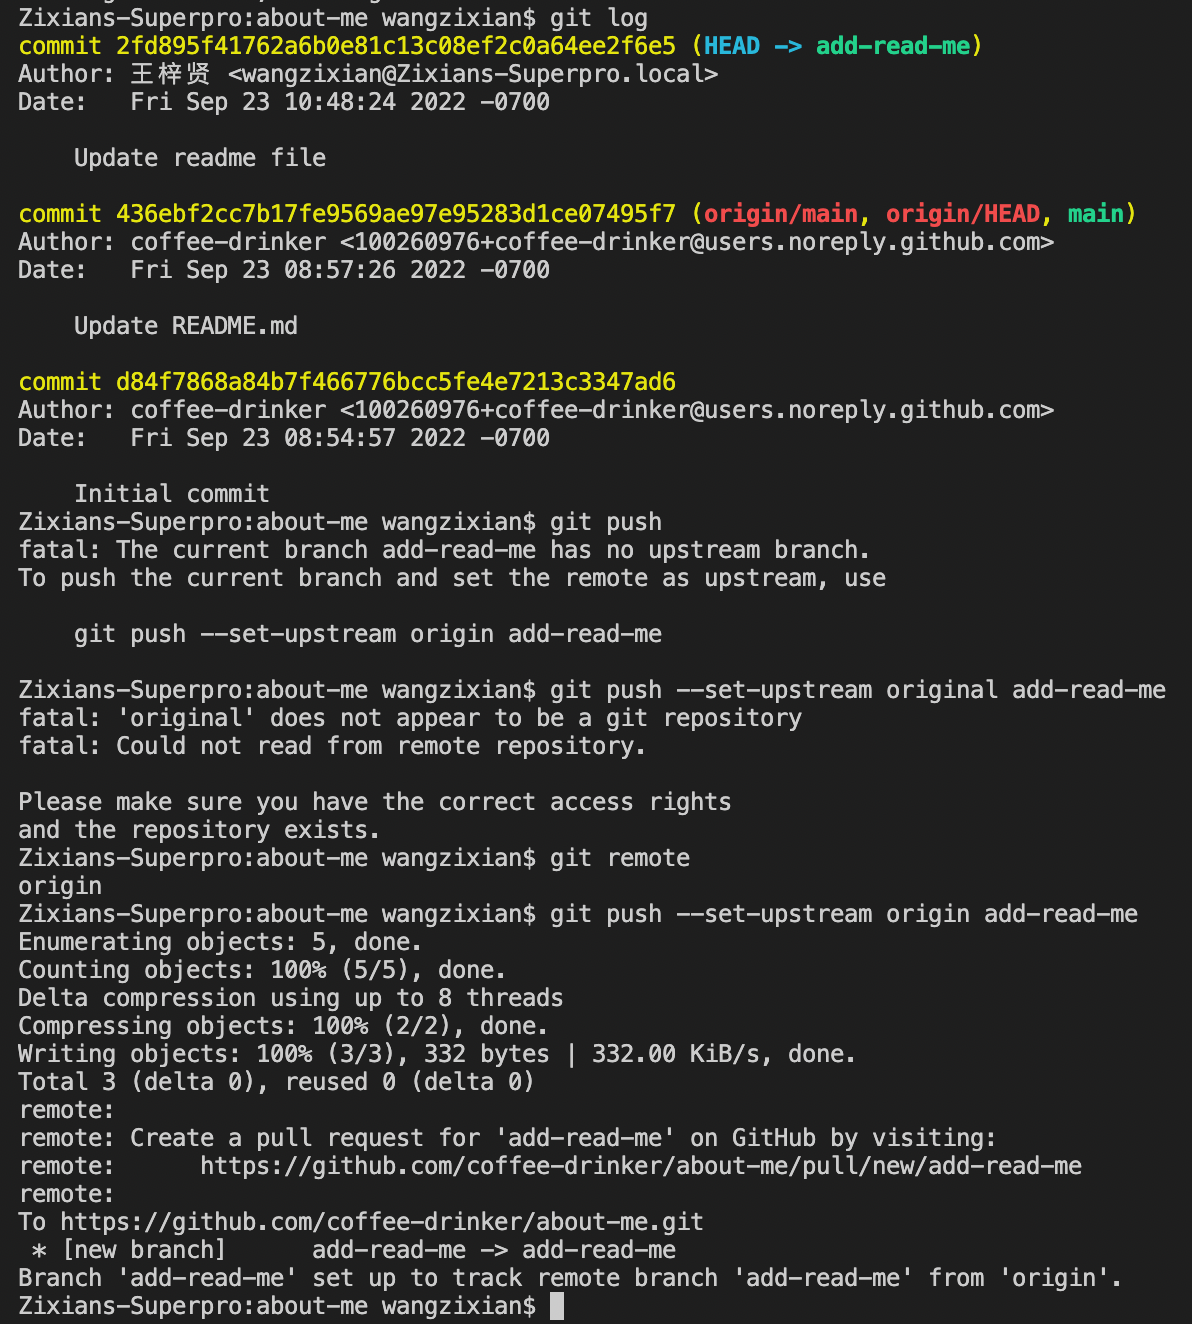 Zixians-Superpro:about-me wangzixian$ git log
commit 2fd895f41762a6b0e81c13c08ef2c0a64ee2f6e5 (HEAD -> add-read-me)
Author: 王梓贤 <wangzixian@Zixians-Superpro.local>
Date:   Fri Sep 23 10:48:24 2022 -0700
    Update readme file
commit 436ebf2cc7b17fe9569ae97e95283d1ce07495f7 (origin/main, origin/HEAD, main)
Author: coffee-drinker <100260976+coffee-drinker@users.noreply.github.com>
Date:   Fri Sep 23 08:57:26 2022 -0700
    Update README.md
commit d84f7868a84b7f466776bcc5fe4e7213c3347ad6
Author: coffee-drinker <100260976+coffee-drinker@users.noreply.github.com>
Date:   Fri Sep 23 08:54:57 2022 -0700
    Initial commit
Zixians-Superpro:about-me wangzixian$ git push
fatal: The current branch add-read-me has no upstream branch.
To push the current branch and set the remote as upstream, use
    git push --set-upstream origin add-read-me
Zixians-Superpro:about-me wangzixian$ git push --set-upstream original add-read-me
fatal: 'original' does not appear to be a git repository
fatal: Could not read from remote repository.
Please make sure you have the correct access rights
and the repository exists.
Zixians-Superpro:about-me wangzixian$ git remote
origin
Zixians-Superpro:about-me wangzixian$ git push --set-upstream origin add-read-me
Enumerating objects: 5, done.
Counting objects: 100% (5/5), done.
Delta compression using up to 8 threads
Compressing objects: 100% (2/2), done.
Writing objects: 100% (3/3), 332 bytes | 332.00 KiB/s, done.
Total 3 (delta 0), reused 0 (delta 0)
remote:
remote: Create a pull request for 'add-read-me' on GitHub by visiting:
remote:      https://github.com/coffee-drinker/about-me/pull/new/add-read-me
remote:
To https://github.com/coffee-drinker/about-me.git
 * [new branch]      add-read-me -> add-read-me
Branch 'add-read-me' set up to track remote branch 'add-read-me' from 'origin'.
Zixians-Superpro:about-me wangzixian$